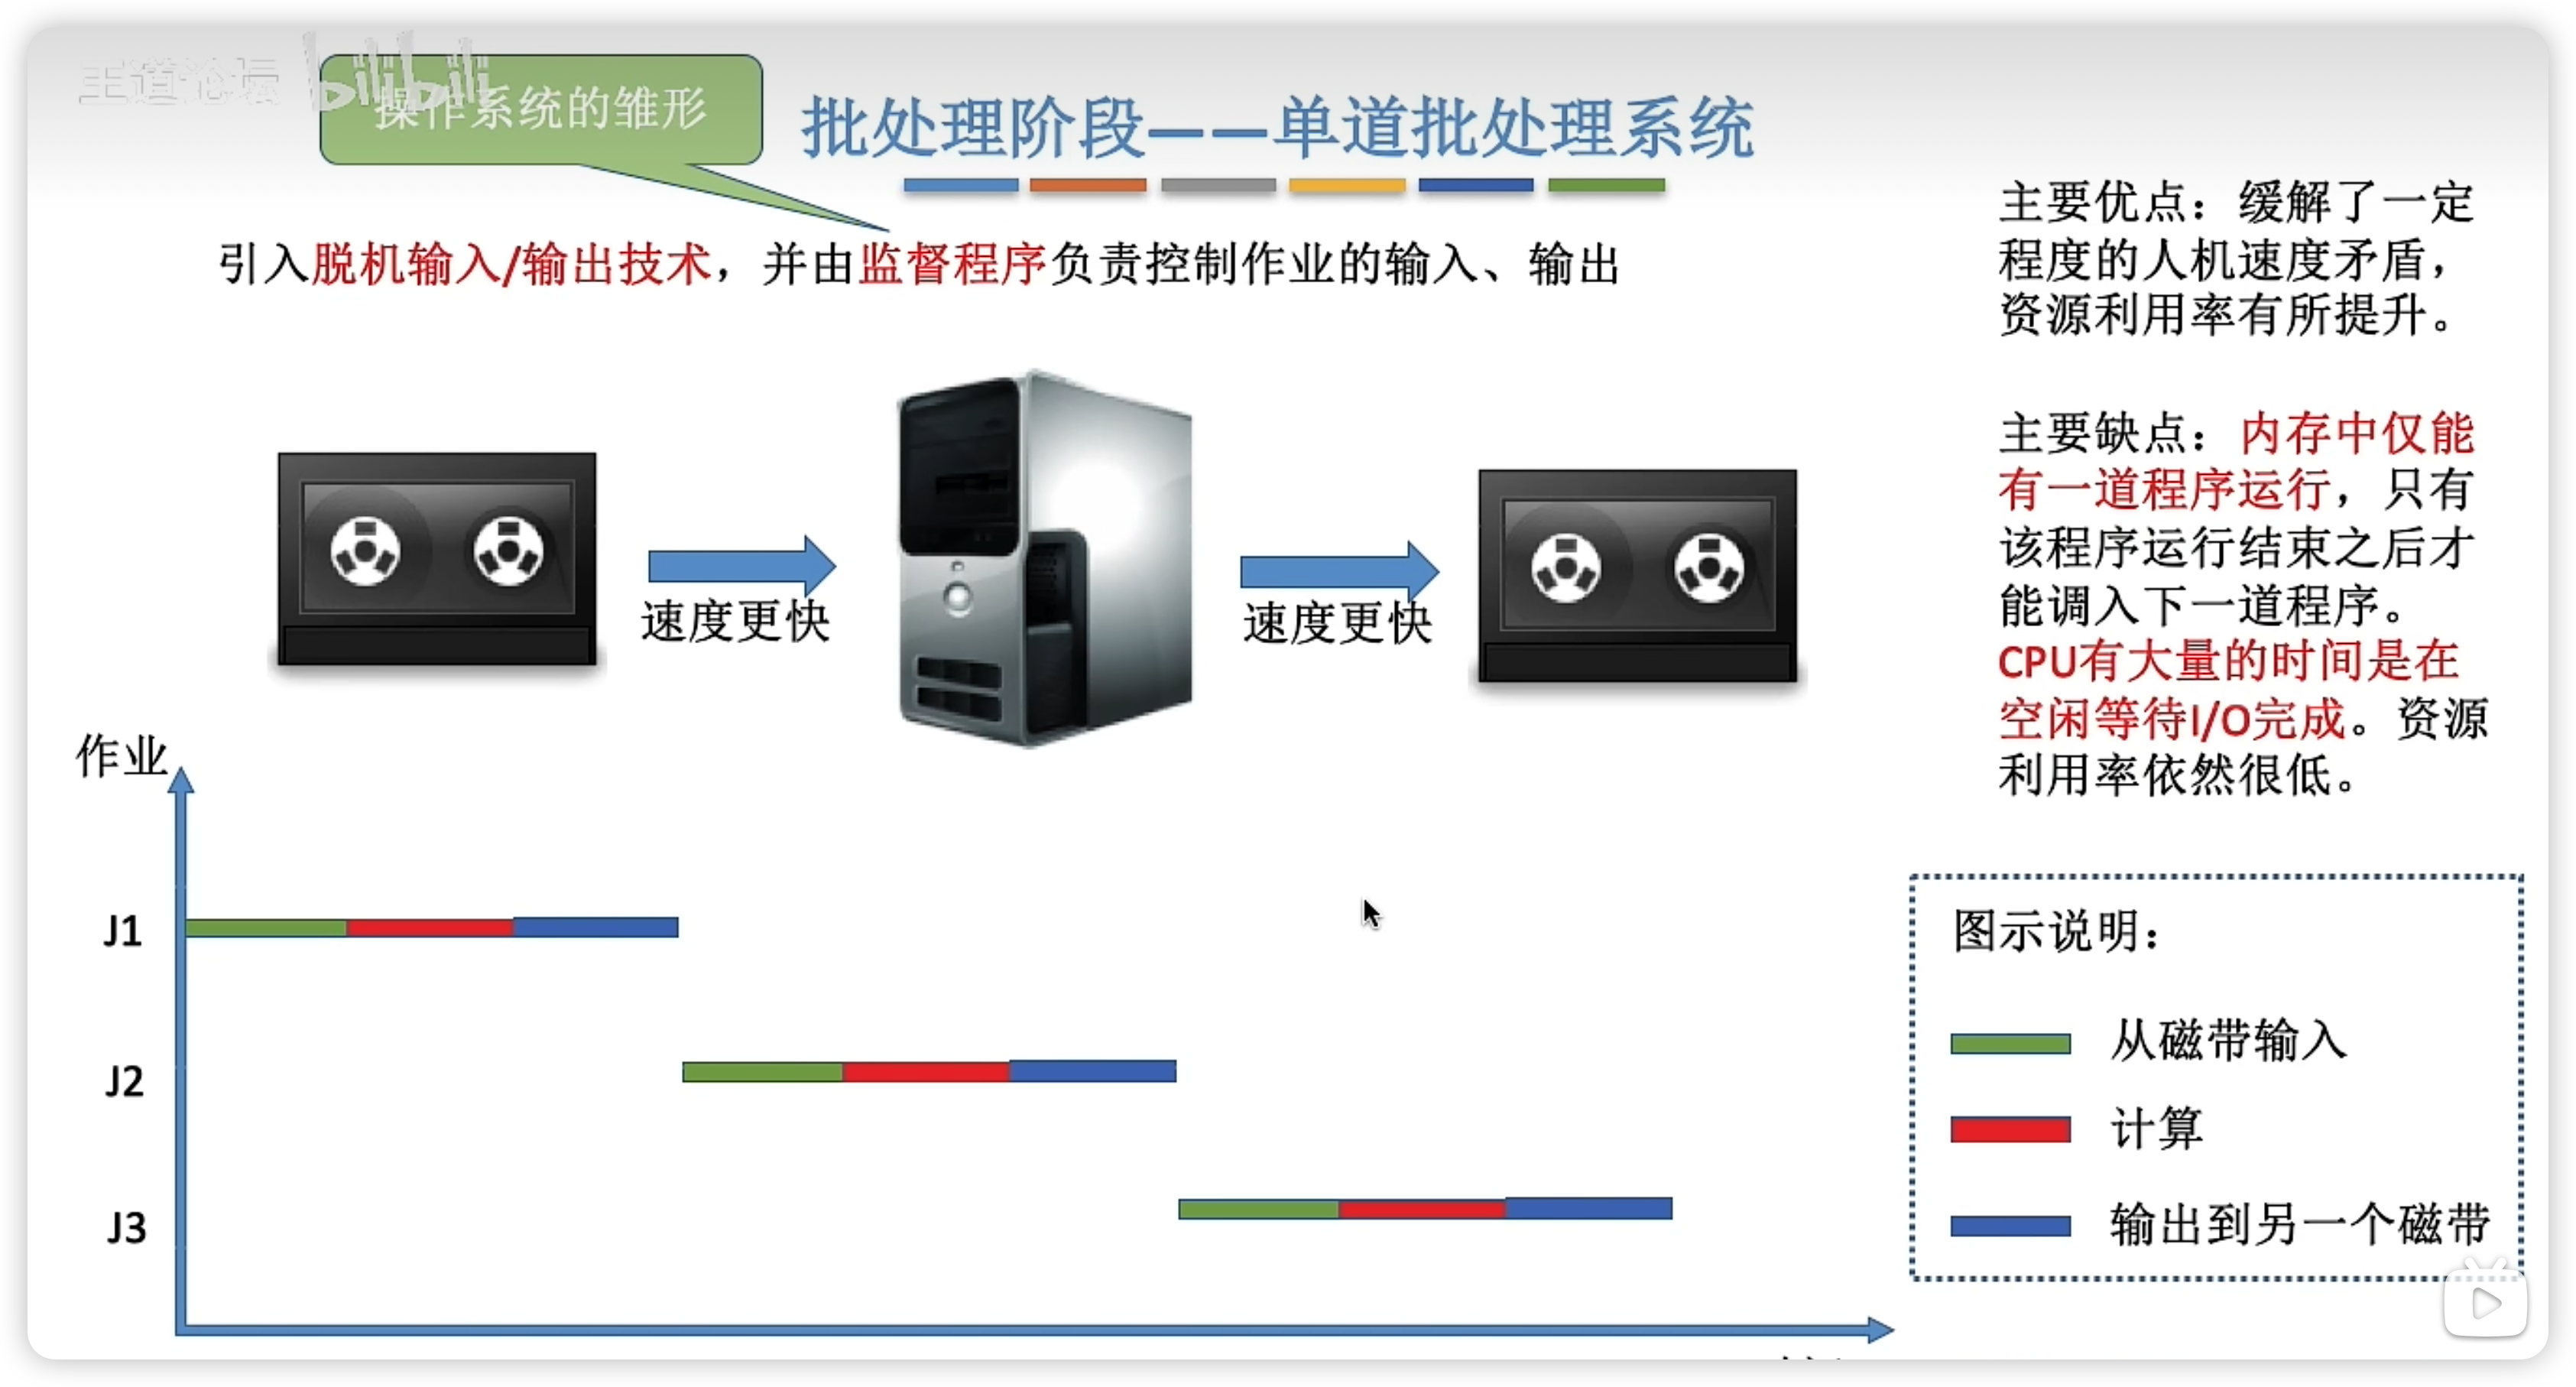 王道论坛 bilibili
操作系统的雏形
批处理阶段——单道批处理系统
引入脱机输入/输出技术，并由监督程序负责控制作业的输入、输出
主要优点：缓解了一定
程度的人机速度矛盾，
资源利用率有所提升。
主要缺点：内存中仅能
有一道程序运行，只有
该程序运行结束之后才
能调入下一道程序。
CPU有大量的时间是在
空闲等待I/O完成。资源
利用率依然很低。
速度更快
速度更快
作业
J1
J2
J3
图示说明：
从磁带输入
计算
输出到另一个磁带